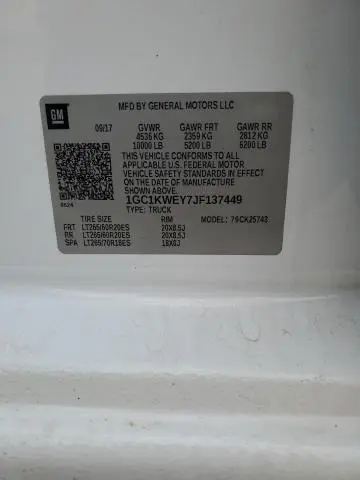 GM
MFD BY GENERAL MOTORS LLC
09/17 GVWR GAWR FRT GAWR RR
4536 KG 2359 KG 2812 KG
10000 LB 5200 LB 6200 LB
THIS VEHICLE CONFORMS TO ALL
APPLICABLE U.S. FEDERAL MOTOR
VEHICLE SAFETY STANDARDS IN
EFFECT ON THE DATE OF MANUFACTURE
SHOWN ABOVE.
1GC1KWEY7JF137449
TYPE: TRUCK
TIRE SIZE RIM MODEL:
FRT LT265/60R20ES 20X8.5J
RR LT265/60R20ES 20X8.5J
SPA LT265/70R18ES 18X8J